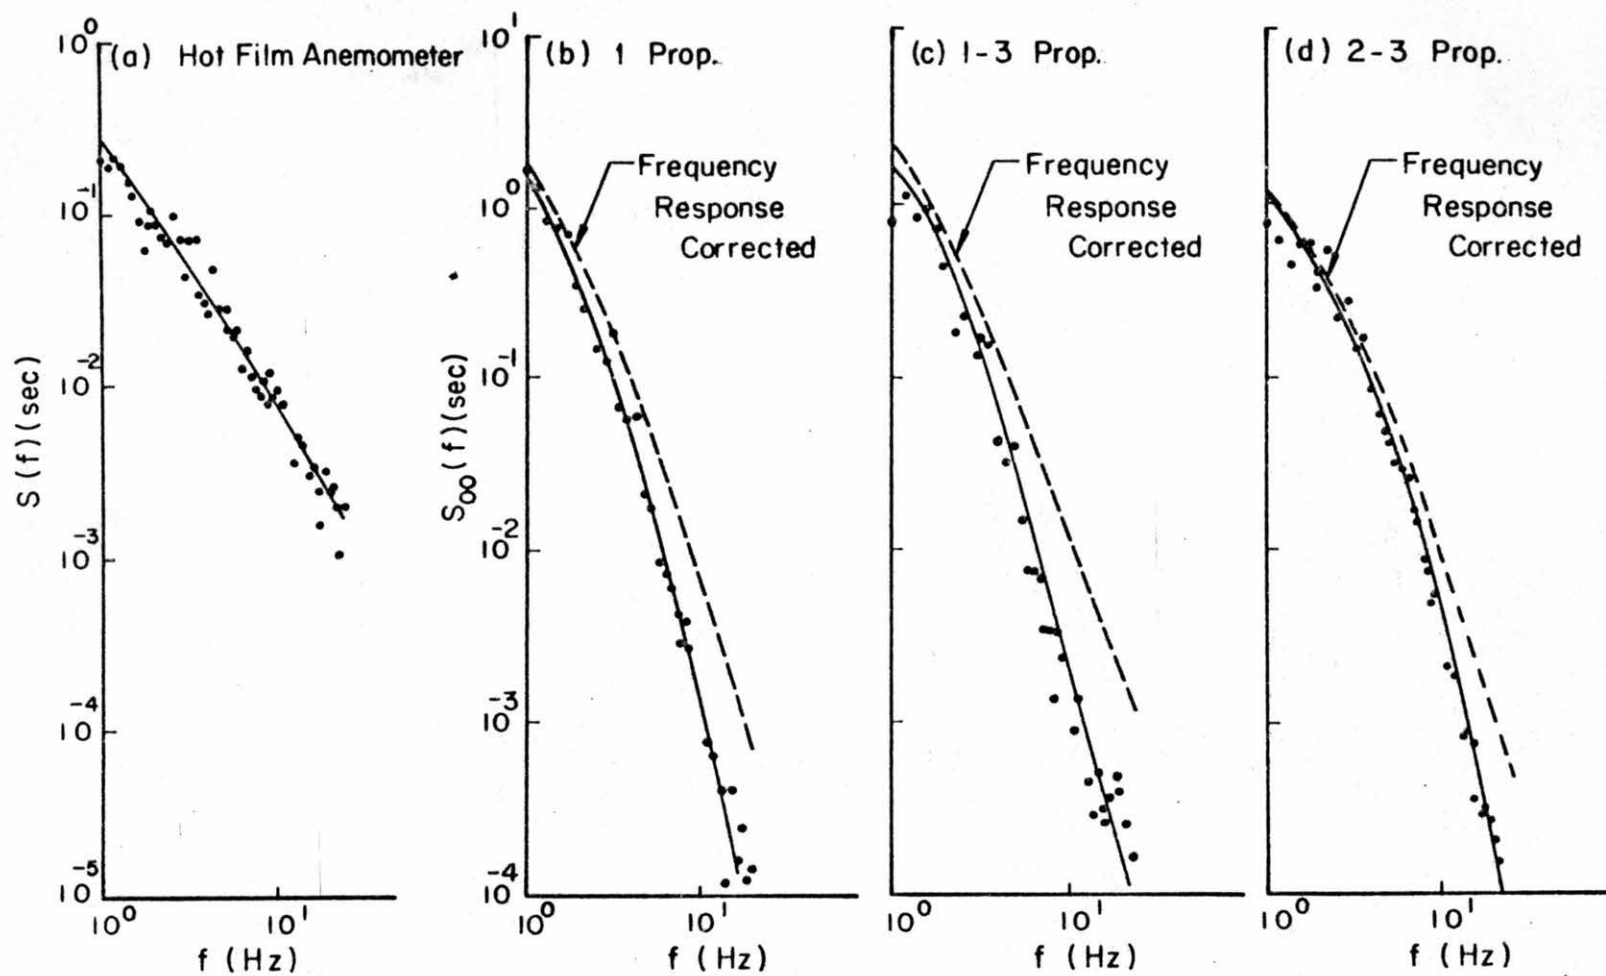 (a) Hot Film Anemometer
10^0
10^-1
10^-2
10^-3
10^-4
10^-5
S(f)(sec)
10^0 10^1
f (Hz)
(b) 1 Prop.
10^1
10^0
10^-1
10^-2
10^-3
10^-4
S_00(f)(sec)
Frequency
Response
Corrected
10^0 10^1
f (Hz)
(c) 1-3 Prop.
Frequency
Response
Corrected
10^0 10^1
f (Hz)
(d) 2-3 Prop.
Frequency
Response
Corrected
10^0 10^1
f (Hz)